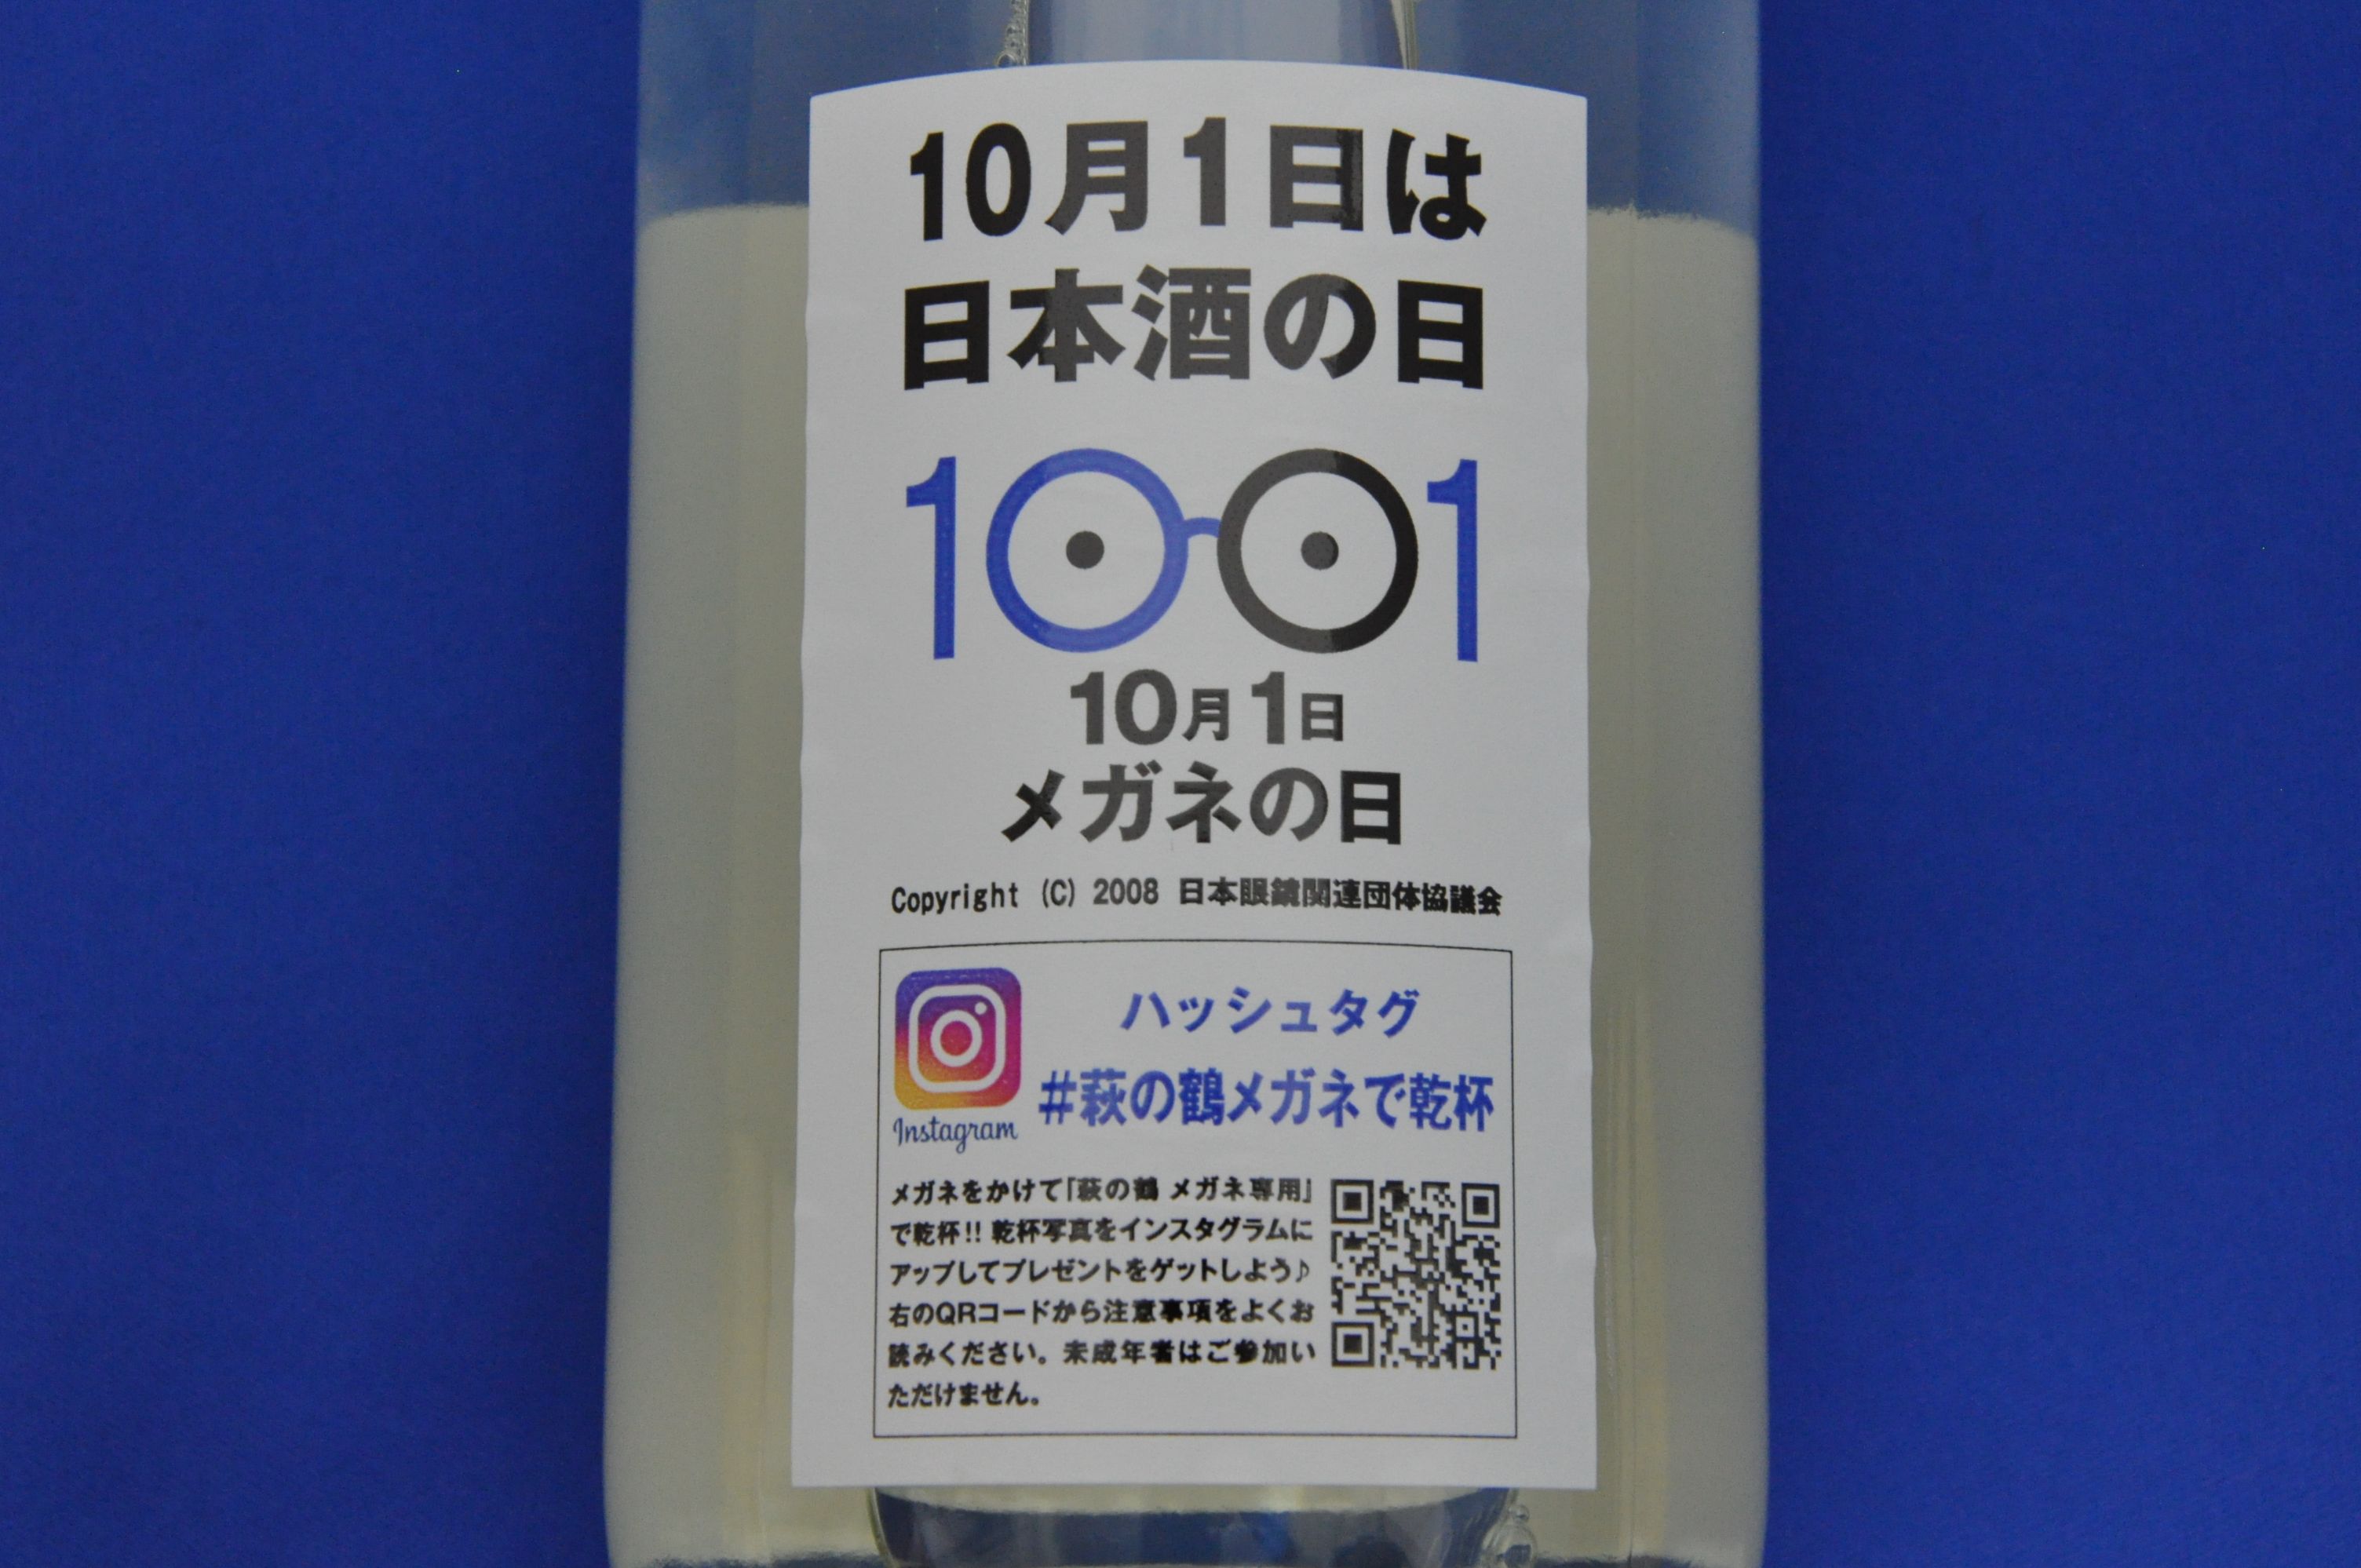 10月1日は
日本酒の日
1001
10月1日
メガネの日
Copyright (C) 2008 日本眼鏡関連団体協議会
ハッシュタグ
#萩の鶴メガネで乾杯
Instagram
メガネをかけて「萩の鶴 メガネ専用」
で乾杯!! 乾杯写真をインスタグラムに
アップしてプレゼントをゲットしよう♪
右のQRコードから注意事項をよくお
読みください。未成年者はご参加い
ただけません。